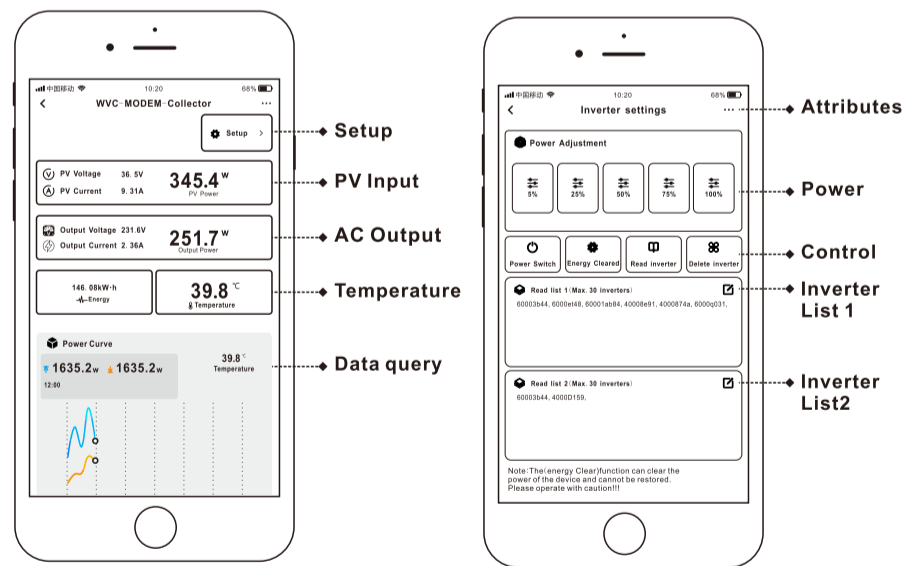 中国移动 10:20 68%
WVC-MODEM-Collector ...
Setup >
Setup
PV Voltage 36. 5V
PV Current 9. 31A
345.4 W
PV Power
PV Input
Output Voltage 231.6V
Output Current 2. 36A
251.7 W
Output Power
AC Output
146. 08kW·h
Energy
39.8 ℃
Temperature
Temperature
Power Curve
1635.2w 1635.2w
12:00
39.8℃
Temperature
Data query
中国移动 10:20 68%
Inverter settings ...
Attributes
Power Adjustment
5% 25% 50% 75% 100%
Power
Power Switch Energy Cleared Read inverter Delete inverter
Control
Read list 1(Max. 30 inverters)
60003b44, 6000et48, 60001ab84, 40008e91, 4000874a, 6000q031,
Inverter
List 1
Read list 2(Max. 30 inverters)
60003b44, 4000D159,
Inverter
List2
Note:The(energy Clear)function can clear the
power of the device and cannot be restored.
Please operate with caution!!!